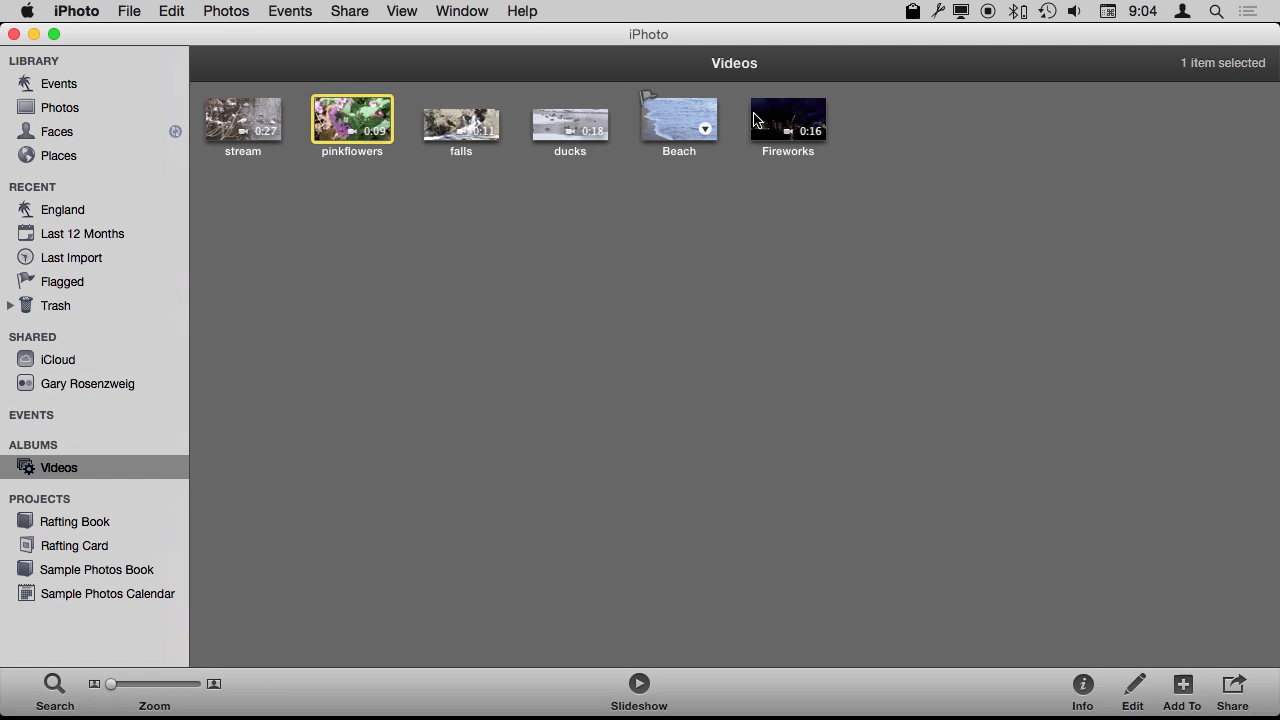 iPhoto File Edit Photos Events Share View Window Help 9:04
iPhoto
LIBRARY
Events
Photos
Faces
Places
RECENT
England
Last 12 Months
Last Import
Flagged
Trash
SHARED
iCloud
Gary Rosenzweig
EVENTS
ALBUMS
Videos
PROJECTS
Rafting Book
Rafting Card
Sample Photos Book
Sample Photos Calendar
Videos 1 item selected
0:27 0:09 0:11 0:18 0:16
stream pinkflowers falls ducks Beach Fireworks
Search Zoom Slideshow Info Edit Add To Share